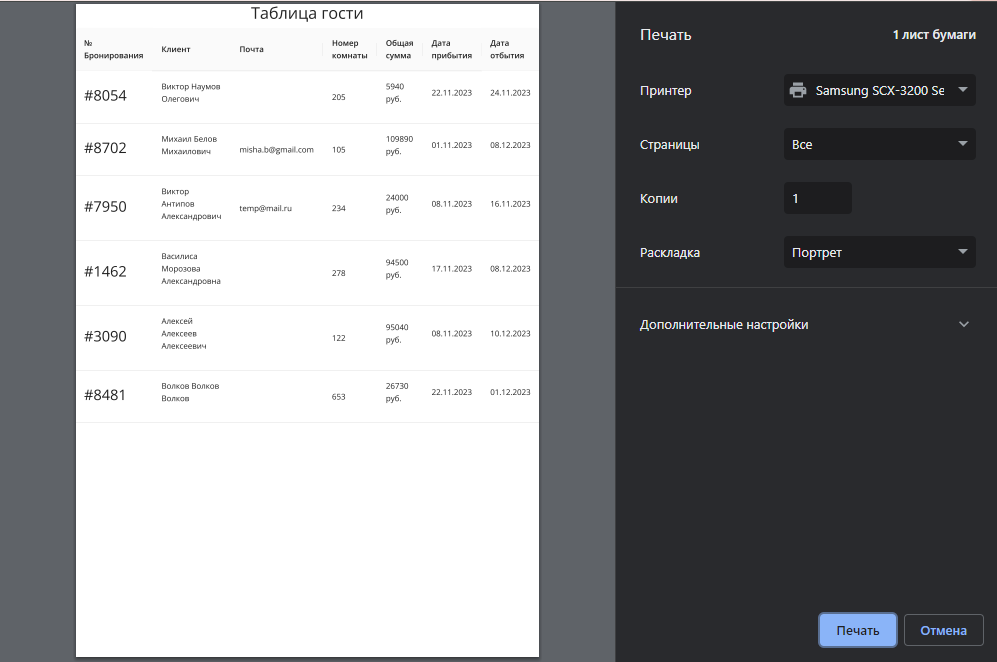 Таблица гости
№ Бронирования Клиент Почта Номер комнаты Общая сумма Дата прибытия Дата отбытия
#8054 Виктор Наумов Олегович 205 5940 руб. 22.11.2023 24.11.2023
#8702 Михаил Белов Михаилович misha.b@gmail.com 105 109890 руб. 01.11.2023 08.12.2023
#7950 Виктор Антипов Александрович temp@mail.ru 234 24000 руб. 08.11.2023 16.11.2023
#1462 Василиса Морозова Александровна 278 94500 руб. 17.11.2023 08.12.2023
#3090 Алексей Алексеев Алексеевич 122 95040 руб. 08.11.2023 10.12.2023
#8481 Волков Волков Волков 653 26730 руб. 22.11.2023 01.12.2023
Печать 1 лист бумаги
Принтер Samsung SCX-3200 Se
Страницы Все
Копии 1
Раскладка Портрет
Дополнительные настройки
Печать Отмена